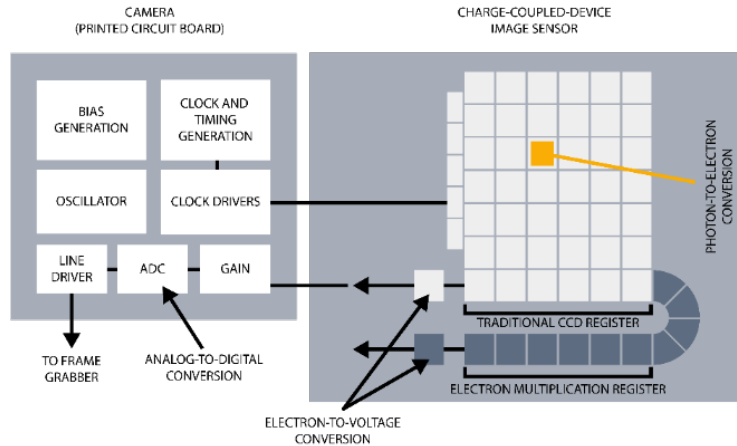 CAMERA
(PRINTED CIRCUIT BOARD)
CHARGE-COUPLED-DEVICE
IMAGE SENSOR
BIAS
GENERATION
CLOCK AND
TIMING
GENERATION
OSCILLATOR
CLOCK DRIVERS
LINE
DRIVER
ADC
GAIN
PHOTON-TO-ELECTRON
CONVERSION
TRADITIONAL CCD REGISTER
TO FRAME
GRABBER
ANALOG-TO-DIGITAL
CONVERSION
ELECTRON MULTIPLICATION REGISTER
ELECTRON-TO-VOLTAGE
CONVERSION